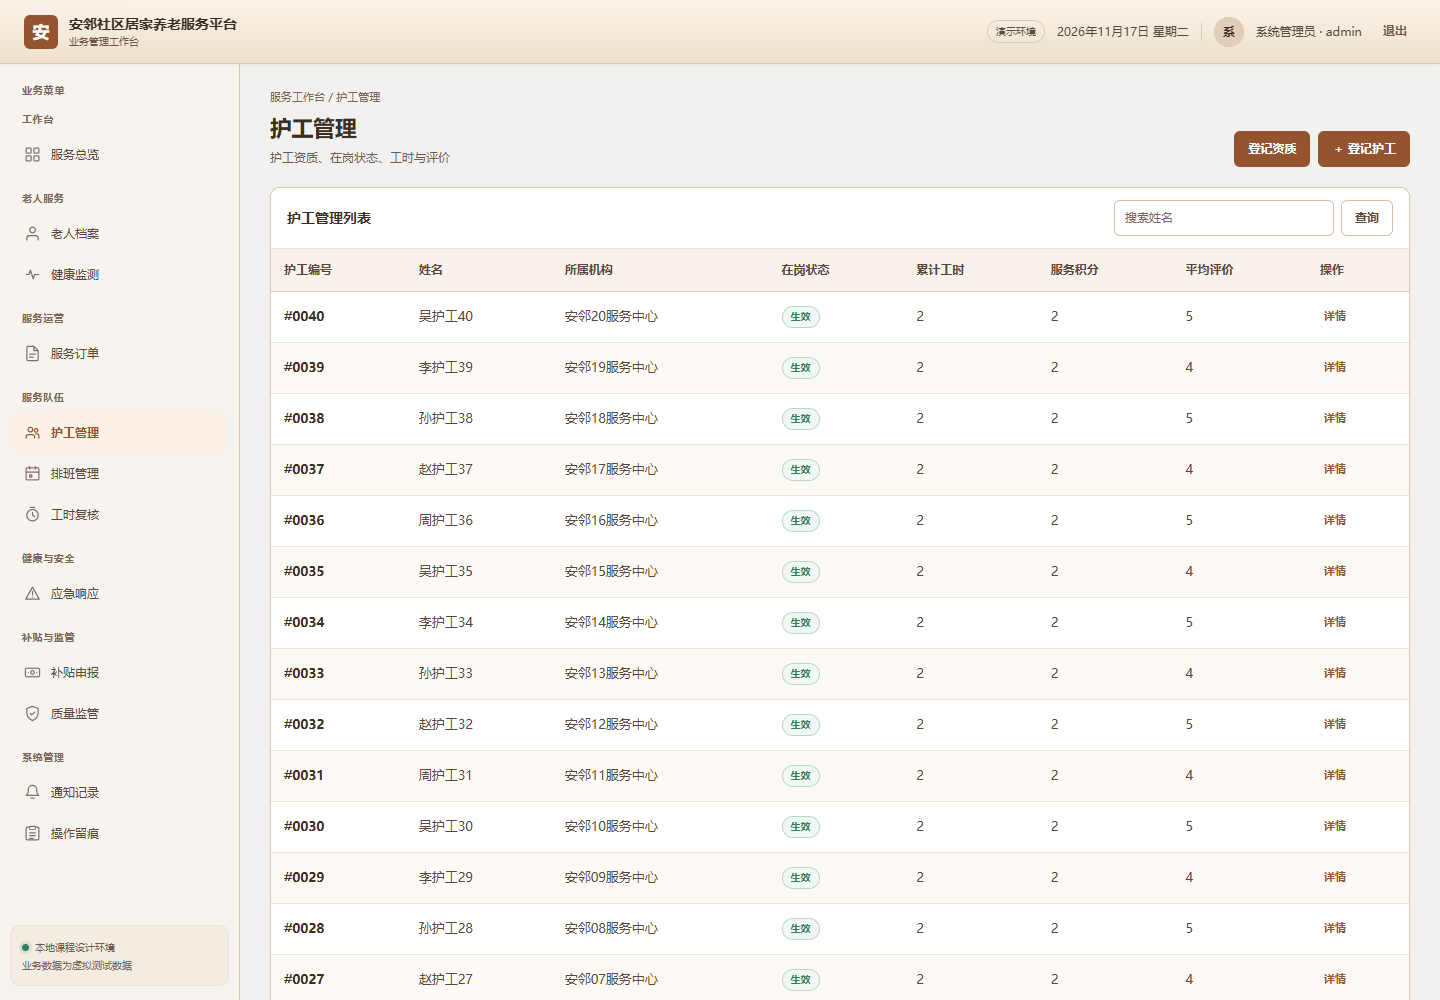 安
安邻社区居家养老服务平台
业务管理工作台
演示环境
2026年11月17日 星期二
系
系统管理员 · admin
退出
业务菜单
工作台
服务总览
老人服务
老人档案
健康监测
服务运营
服务订单
服务队伍
护工管理
排班管理
工时复核
健康与安全
应急响应
补贴与监管
补贴申报
质量监管
系统管理
通知记录
操作留痕
本地课程设计环境
业务数据为虚拟测试数据
服务工作台 / 护工管理
护工管理
护工资质、在岗状态、工时与评价
登记资质
+ 登记护工
护工管理列表
搜索姓名
查询
护工编号 姓名 所属机构 在岗状态 累计工时 服务积分 平均评价 操作
#0040 吴护工40 安邻20服务中心 生效 2 2 5 详情
#0039 李护工39 安邻19服务中心 生效 2 2 4 详情
#0038 孙护工38 安邻18服务中心 生效 2 2 5 详情
#0037 赵护工37 安邻17服务中心 生效 2 2 4 详情
#0036 周护工36 安邻16服务中心 生效 2 2 5 详情
#0035 吴护工35 安邻15服务中心 生效 2 2 4 详情
#0034 李护工34 安邻14服务中心 生效 2 2 5 详情
#0033 孙护工33 安邻13服务中心 生效 2 2 4 详情
#0032 赵护工32 安邻12服务中心 生效 2 2 5 详情
#0031 周护工31 安邻11服务中心 生效 2 2 4 详情
#0030 吴护工30 安邻10服务中心 生效 2 2 5 详情
#0029 李护工29 安邻09服务中心 生效 2 2 4 详情
#0028 孙护工28 安邻08服务中心 生效 2 2 5 详情
#0027 赵护工27 安邻07服务中心 生效 2 2 4 详情